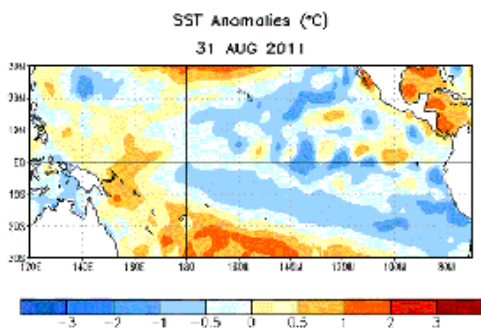 SST Anomalies (°C)
31 AUG 2011
30N
20N
10N
EQ
10S
20S
30S
120E 140E 160E 180 160W 140W 120W 100W 80W
-3 -2 -1 -0.5 0 0.5 1 2 3